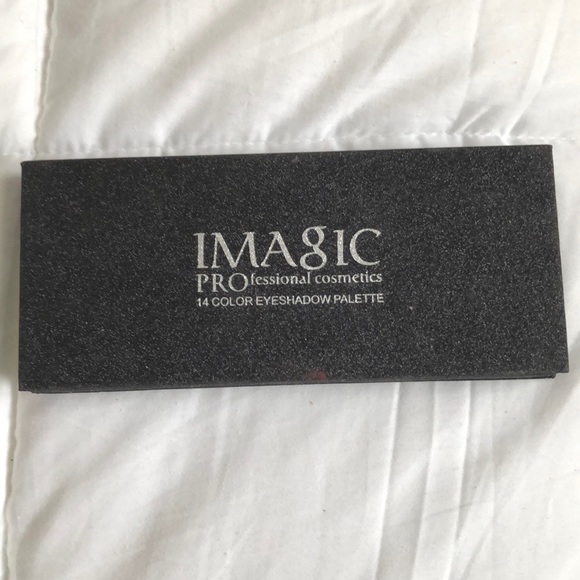 IMAGIC
PROfessional cosmetics
14 COLOR EYESHADOW PALETTE